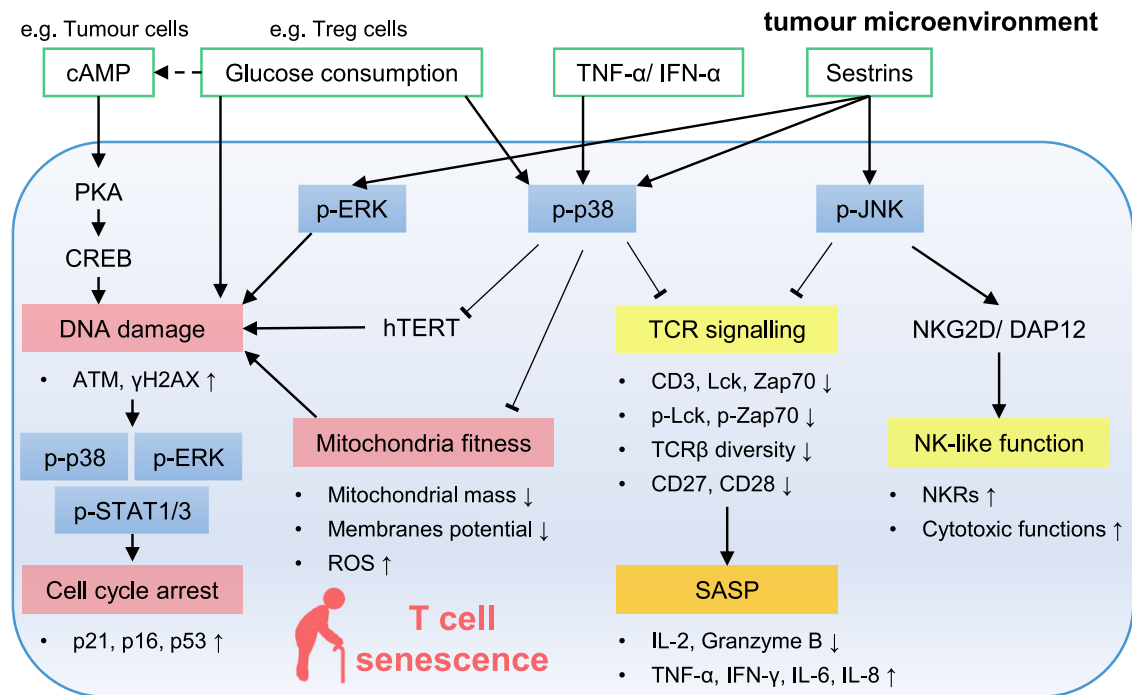 tumour microenvironment
e.g. Tumour cells
e.g. Treg cells
cAMP
Glucose consumption
TNF-α/ IFN-α
Sestrins
PKA
p-ERK
p-p38
p-JNK
CREB
DNA damage
hTERT
TCR signalling
NKG2D/ DAP12
• ATM, γH2AX ↑
p-p38
p-ERK
p-STAT1/3
Cell cycle arrest
• p21, p16, p53 ↑
Mitochondria fitness
• Mitochondrial mass ↓
• Membranes potential ↓
• ROS ↑
T cell
senescence
• CD3, Lck, Zap70 ↓
• p-Lck, p-Zap70 ↓
• TCRβ diversity ↓
• CD27, CD28 ↓
SASP
• IL-2, Granzyme B ↓
• TNF-α, IFN-γ, IL-6, IL-8 ↑
NK-like function
• NKRs ↑
• Cytotoxic functions ↑